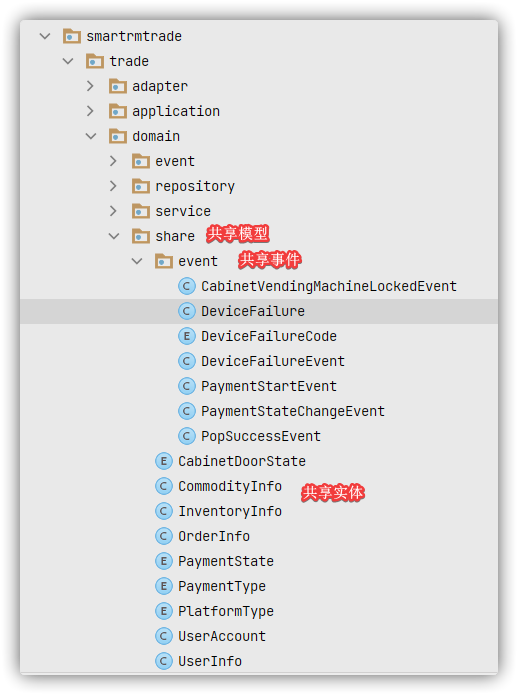 smartrmtrade
trade
adapter
application
domain
event
repository
service
share 共享模型
event 共享事件
CabinetVendingMachineLockedEvent
DeviceFailure
DeviceFailureCode
DeviceFailureEvent
PaymentStartEvent
PaymentStateChangeEvent
PopSuccessEvent
CabinetDoorState
CommodityInfo 共享实体
InventoryInfo
OrderInfo
PaymentState
PaymentType
PlatformType
UserAccount
UserInfo